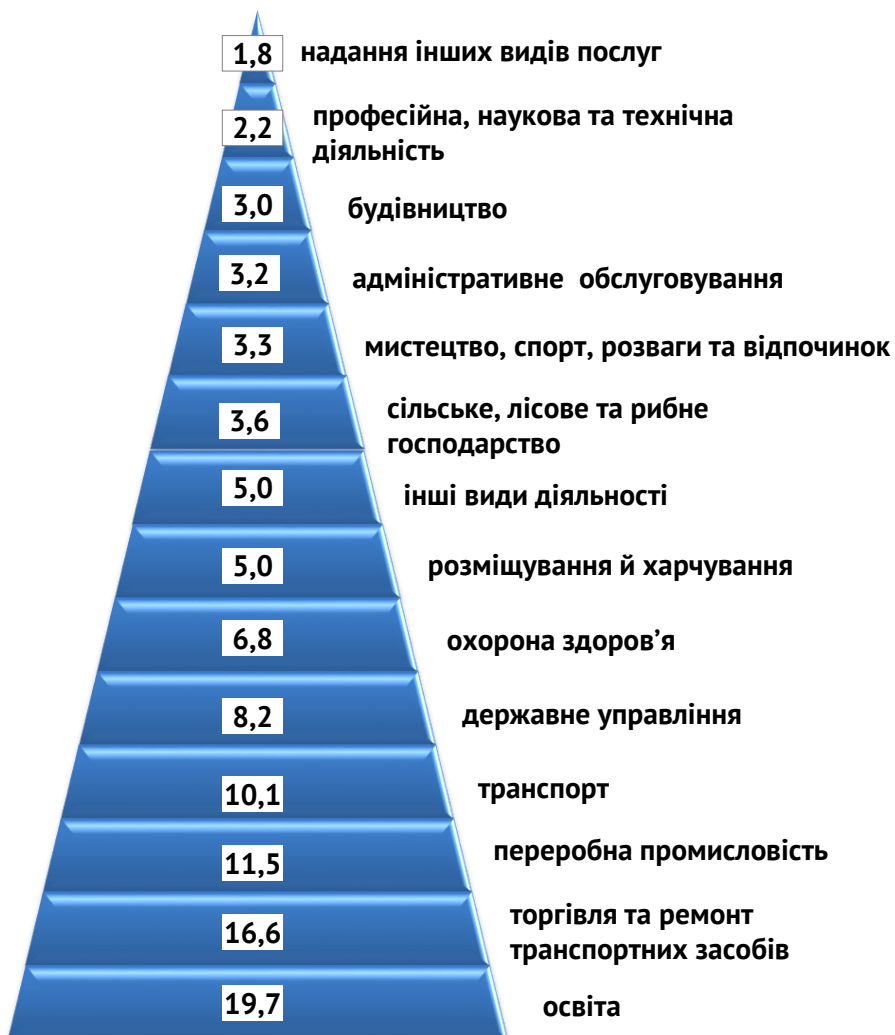 1,8 надання інших видів послуг
2,2 професійна, наукова та технічна
діяльність
3,0 будівництво
3,2 адміністративне обслуговування
3,3 мистецтво, спорт, розваги та відпочинок
3,6 сільське, лісове та рибне
господарство
5,0 інші види діяльності
5,0 розміщування й харчування
6,8 охорона здоров’я
8,2 державне управління
10,1 транспорт
11,5 переробна промисловість
16,6 торгівля та ремонт
транспортних засобів
19,7 освіта